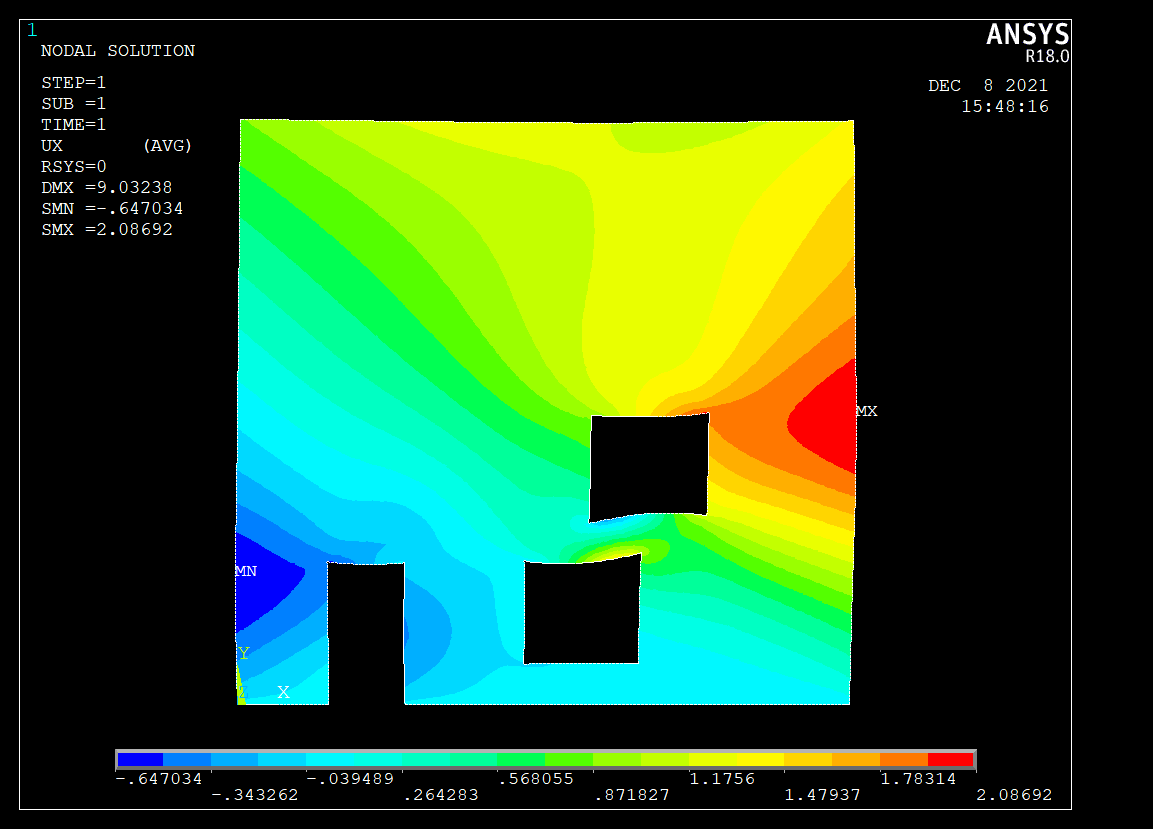 1
NODAL SOLUTION
STEP=1
SUB =1
TIME=1
UX (AVG)
RSYS=0
DMX =9.03238
SMN =-.647034
SMX =2.08692
ANSYS
R18.0
DEC 8 2021
15:48:16
MX
MN
Y
Z X
-.647034 -.039489 .568055 1.1756 1.78314
-.343262 .264283 .871827 1.47937 2.08692